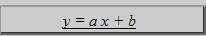 y = a x + b